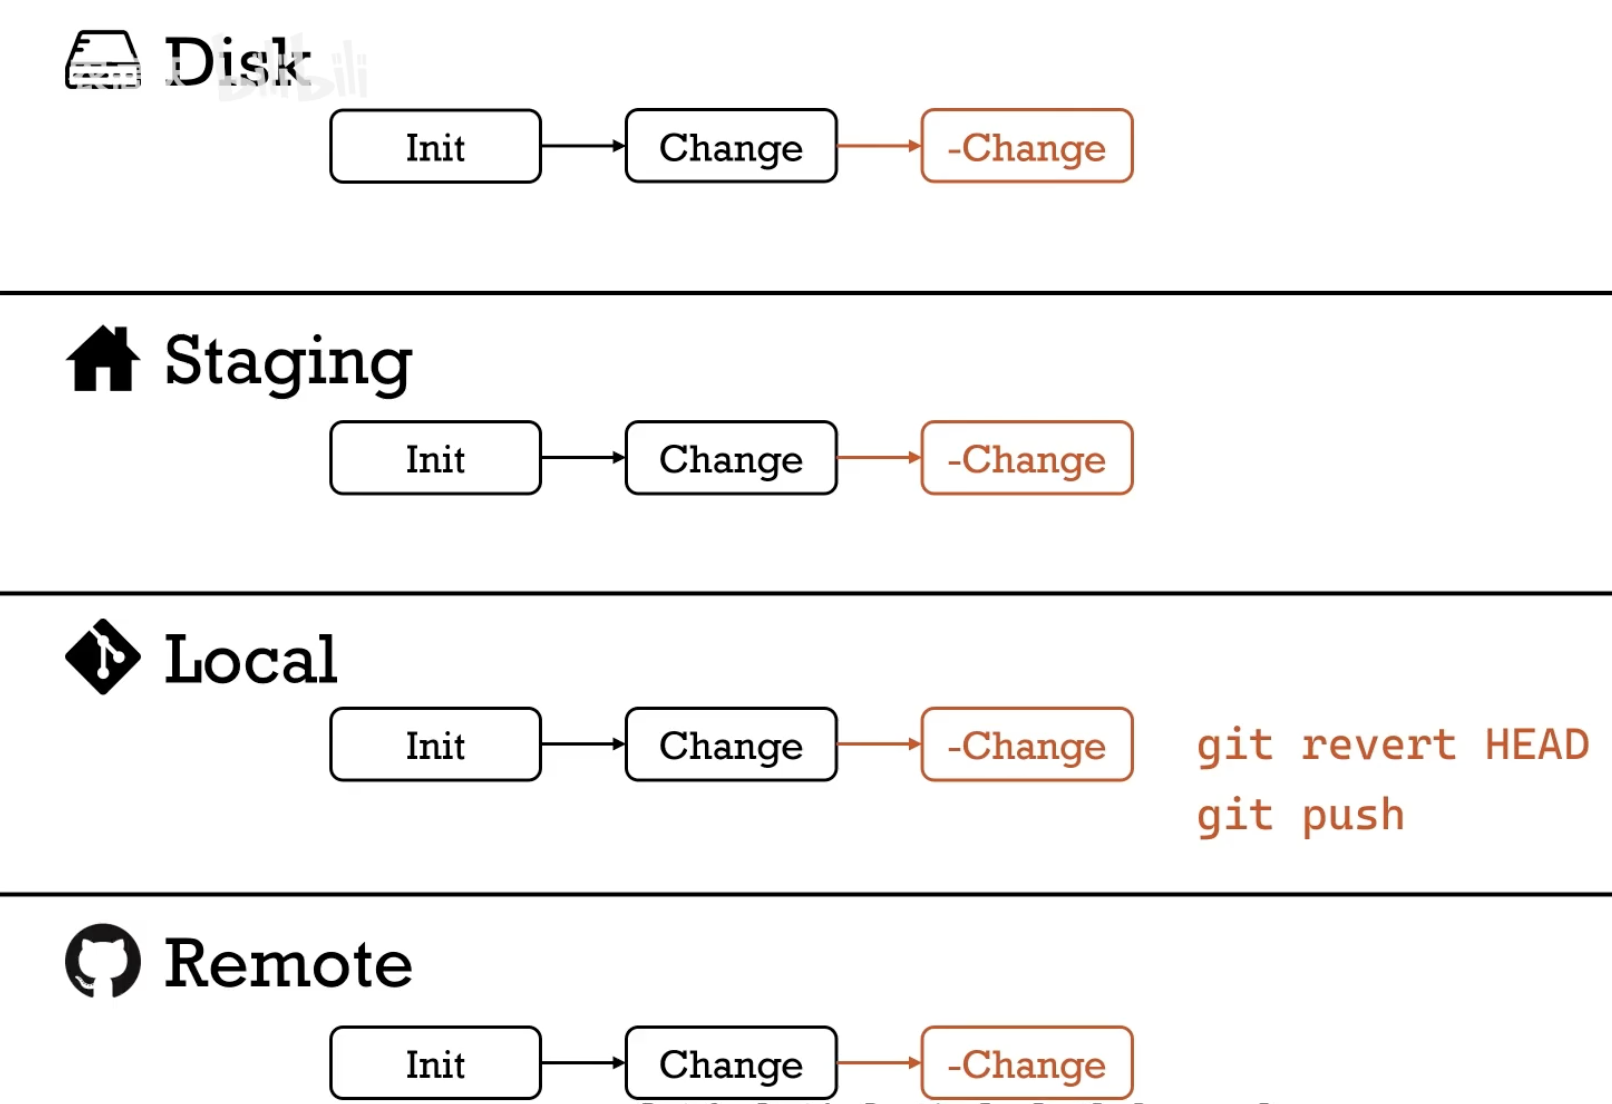 Disk
bilibili
Init
Change
-Change
Staging
Init
Change
-Change
Local
Init
Change
-Change
git revert HEAD
git push
Remote
Init
Change
-Change